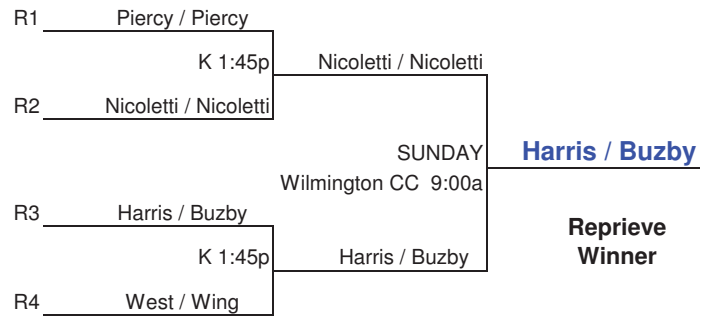 R1 Piercy / Piercy
K 1:45p Nicoletti / Nicoletti
R2 Nicoletti / Nicoletti
SUNDAY Harris / Buzby
Wilmington CC 9:00a
R3 Harris / Buzby Reprieve
K 1:45p Harris / Buzby Winner
R4 West / Wing